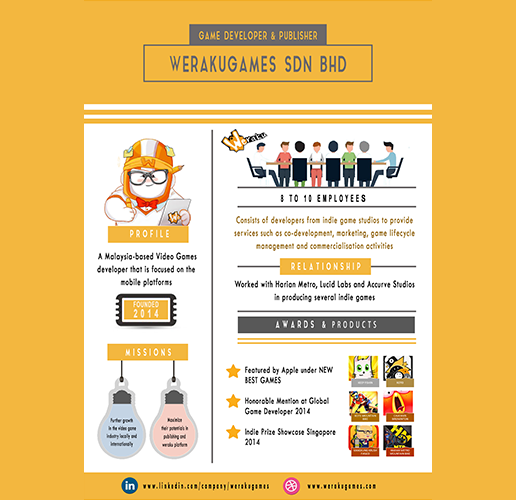 GAME DEVELOPER & PUBLISHER
WERAKUGAMES SDN BHD
Weraku
PROFILE
A Malaysia-based Video Games
developer that is focused on the
mobile platforms
FOUNDED
2014
MISSIONS
Further growth
in the video game
industry locally and
internationally
Maximize
their potentials in
publishing and
weraku platform
8 TO 10 EMPLOYEES
Consists of developers from indie game studios to provide
services such as co-development, marketing, game lifecycle
management and commercialisation activities
RELATIONSHIP
Worked with Harian Metro, Lucid Labs and Accurve Studios
in producing several indie games
AWARDS & PRODUCTS
Featured by Apple under NEW
BEST GAMES
Honorable Mention at Global
Game Developer 2014
Indie Prize Showcase Singapore
2014
in
www.linkedin.com/company/werakugames
www.werakugames.com